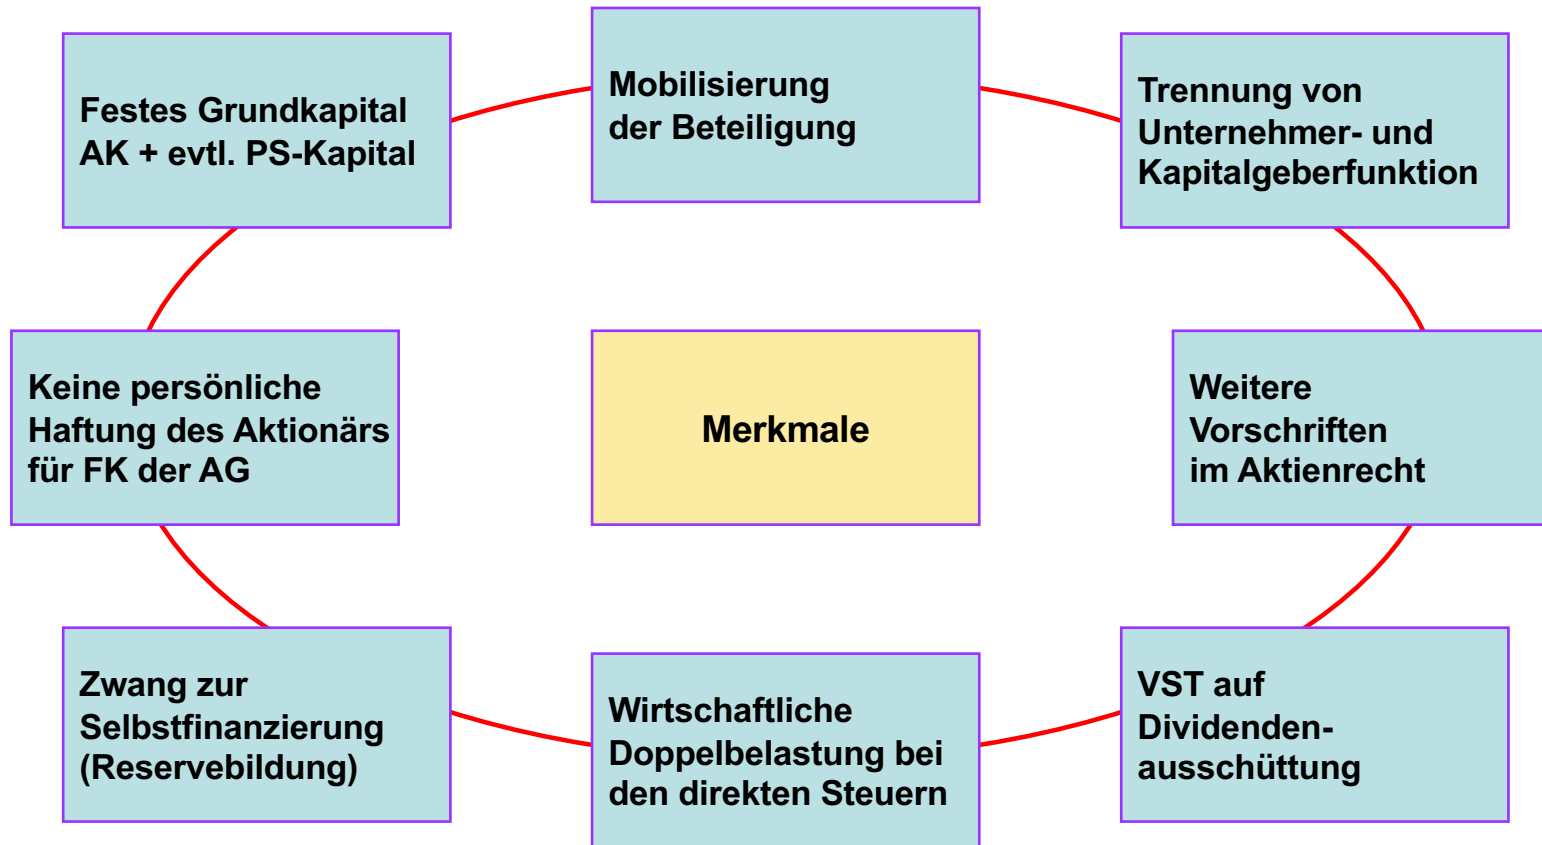 Festes Grundkapital
AK + evtl. PS-Kapital
Mobilisierung
der Beteiligung
Trennung von
Unternehmer- und
Kapitalgeberfunktion
Keine persönliche
Haftung des Aktionärs
für FK der AG
Merkmale
Weitere
Vorschriften
im Aktienrecht
Zwang zur
Selbstfinanzierung
(Reservebildung)
Wirtschaftliche
Doppelbelastung bei
den direkten Steuern
VST auf
Dividenden-
ausschüttung